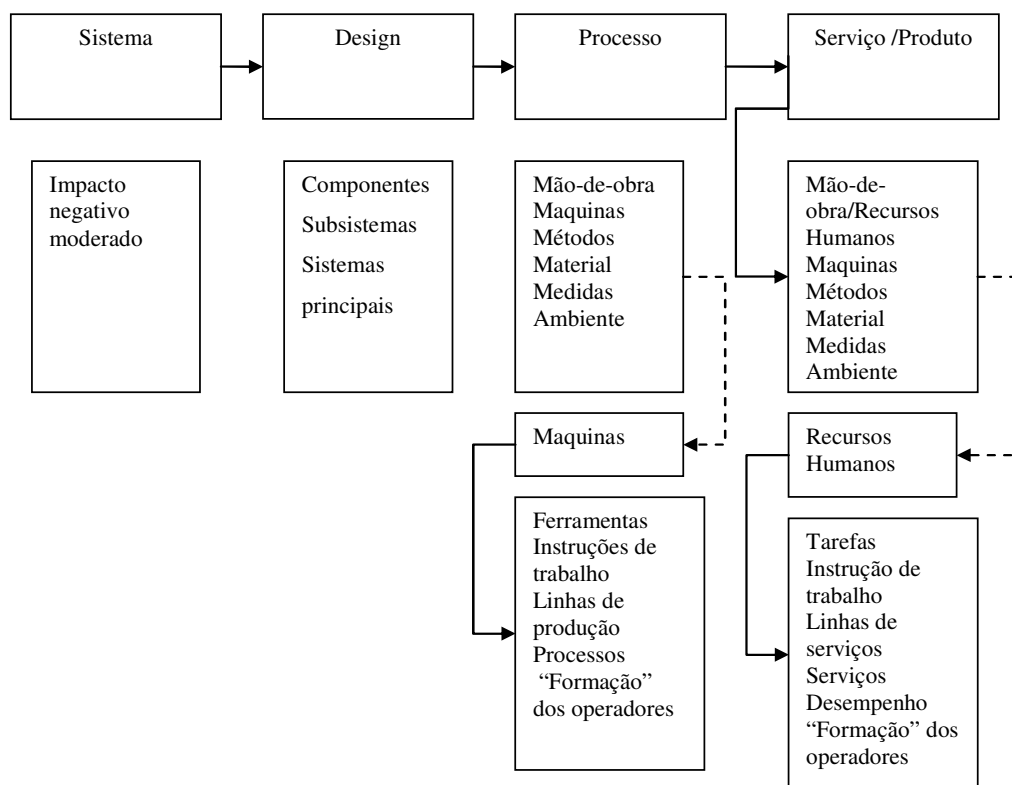 Sistema
Design
Processo
Serviço /Produto
Impacto
negativo
moderado
Componentes
Subsistemas
Sistemas
principais
Mão-de-obra
Maquinas
Métodos
Material
Medidas
Ambiente
Mão-de-
obra/Recursos
Humanos
Maquinas
Métodos
Material
Medidas
Ambiente
Maquinas
Recursos
Humanos
Ferramentas
Instruções de
trabalho
Linhas de
produção
Processos
“Formação”
dos operadores
Tarefas
Instrução de
trabalho
Linhas de
serviços
Serviços
Desempenho
“Formação” dos
operadores